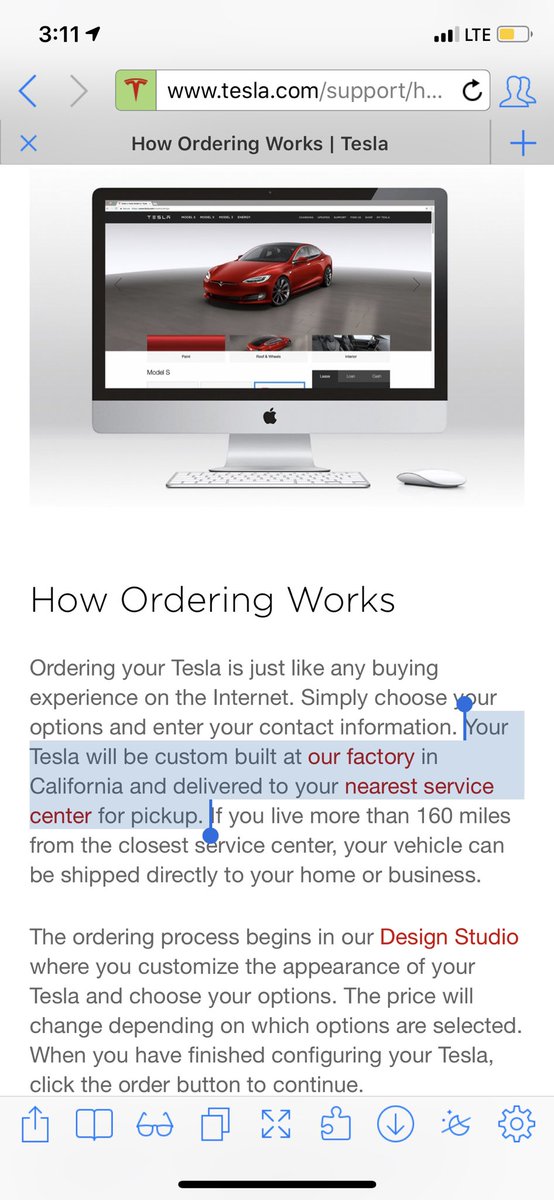 3:11 LTE
www.tesla.com/support/h...
How Ordering Works | Tesla
TESLA MODEL S MODEL X MODEL 3 ENERGY
Paint Roof & Wheels Interior
Model S Lease Loan Cash
How Ordering Works
Ordering your Tesla is just like any buying
experience on the Internet. Simply choose your
options and enter your contact information. Your
Tesla will be custom built at our factory in
California and delivered to your nearest service
center for pickup. If you live more than 160 miles
from the closest service center, your vehicle can
be shipped directly to your home or business.
The ordering process begins in our Design Studio
where you customize the appearance of your
Tesla and choose your options. The price will
change depending on which options are selected.
When you have finished configuring your Tesla,
click the order button to continue.